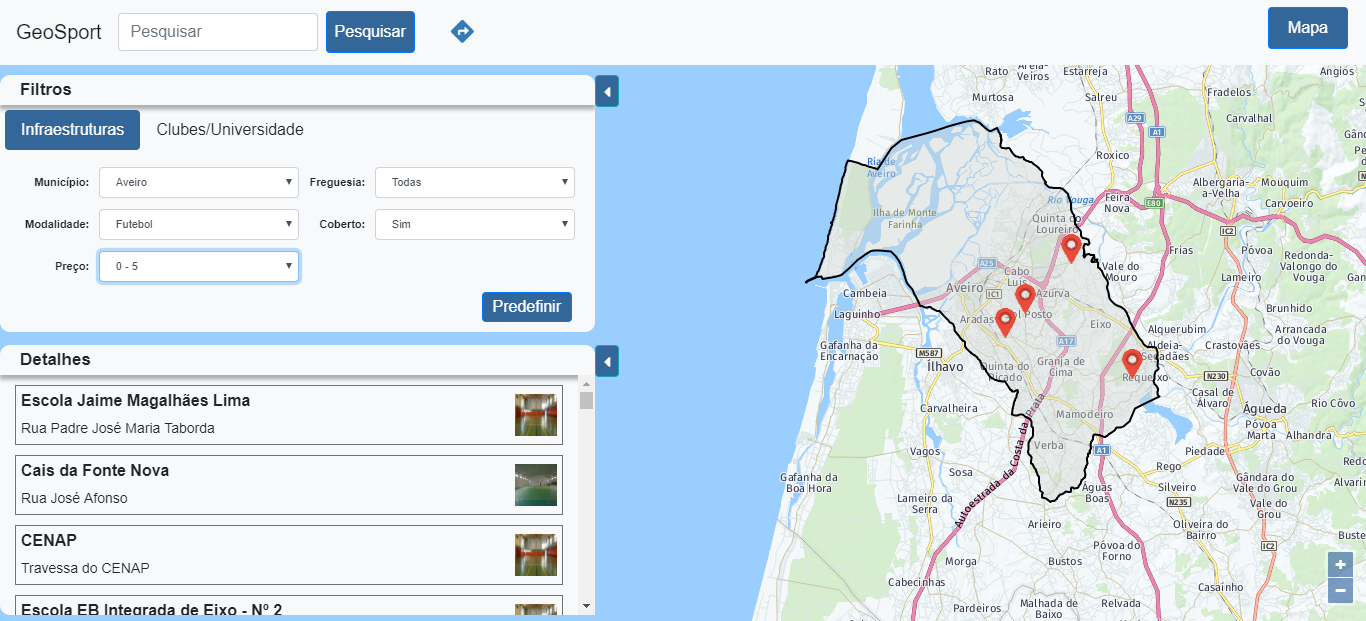 GeoSport
Pesquisar
Pesquisar
Mapa
Filtros
Infraestruturas
Clubes/Universidade
Município:
Aveiro
Freguesia:
Todas
Modalidade:
Futebol
Coberto:
Sim
Preço:
0 - 5
Predefinir
Detalhes
Escola Jaime Magalhães Lima
Rua Padre José Maria Taborda
Cais da Fonte Nova
Rua José Afonso
CENAP
Travessa do CENAP
Escola EB Integrada de Eixo - Nº 2
Rato
Veiros
Estarreja
Angios
Murtosa
Salreu
Fradelos
A29
A1
Carvalhal
Roxico
Ria de
Aveiro
Albergaria-
a-Velha
Mouquim
Carvoeiro
Rio Vouga
Feira
Nova
E80
Ilha de Monte
Farinha
Quinta do
Loureiro
IC2
Frias
Póvoa
Redonda-
Valongo do
Vouga
A25
Cabo
Luís
Vale do
Mouro
Lameiro
Cambeia
Aveiro
IC1
Azurva
Brunhido
Laguinho
Aradas
Posto
Eixo
Alquerubim
Arrancada
do Vouga
Gafanha da
Encarnação
M587
A17
Aldeia-
Segadães
Crastovães
Ílhavo
Quinta do
Picado
Granja de
Cima
Requeixo
N230
Covão
Casal de
Álvaro
Rio Côvo
Carvalheira
Mamodeiro
Águeda
Póvoa
Marta
Alhandra
Autoestrada da Costa da Prata
Verba
A1
Vagos
Piedade
Sosa
Rego
Gafanha da
Boa Hora
Águas
Boas
Silveiro
Gândara do
Vale do Grou
Lameiro da
Serra
N235
Vale do
Grou
Arieiro
Oliveira do
Bairro
Póvoa do
Forno
IC2
Morga
Bustos
Cabecinhas
Casaínho
Pardeiros
Malhada de
Baixo
Relvada
Vale do
+
−